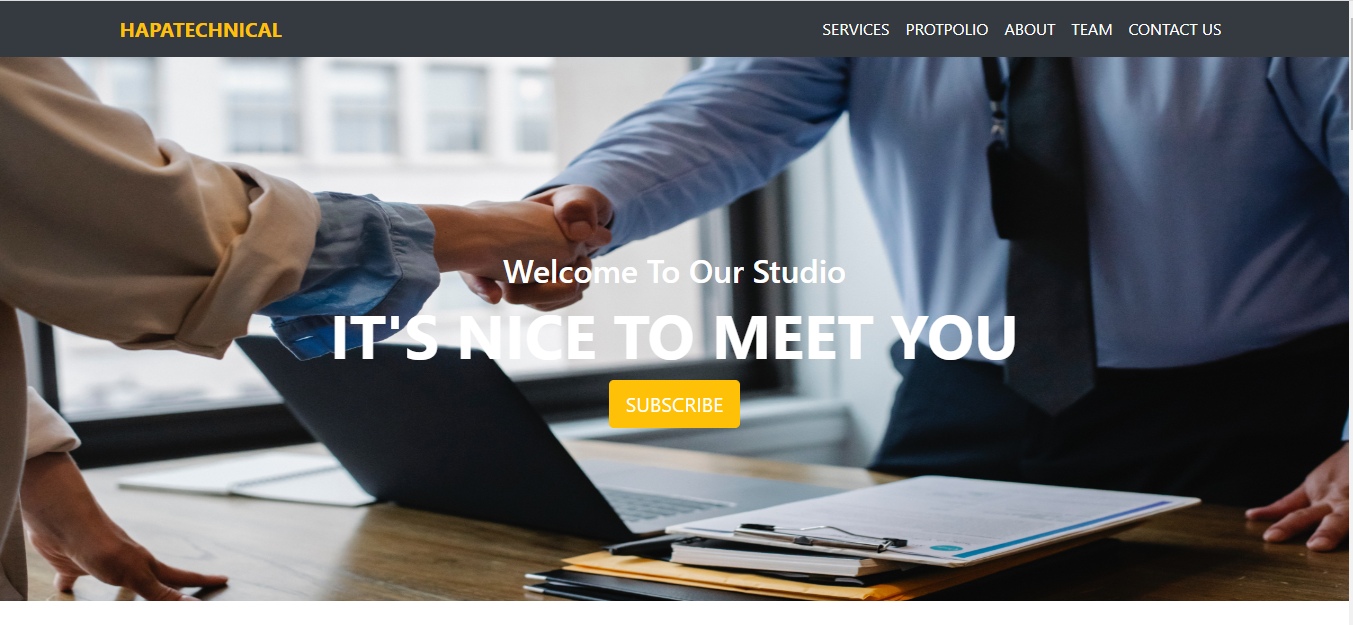 HAPATECHNICAL
SERVICES PROTPOLIO ABOUT TEAM CONTACT US
Welcome To Our Studio
IT'S NICE TO MEET YOU
SUBSCRIBE